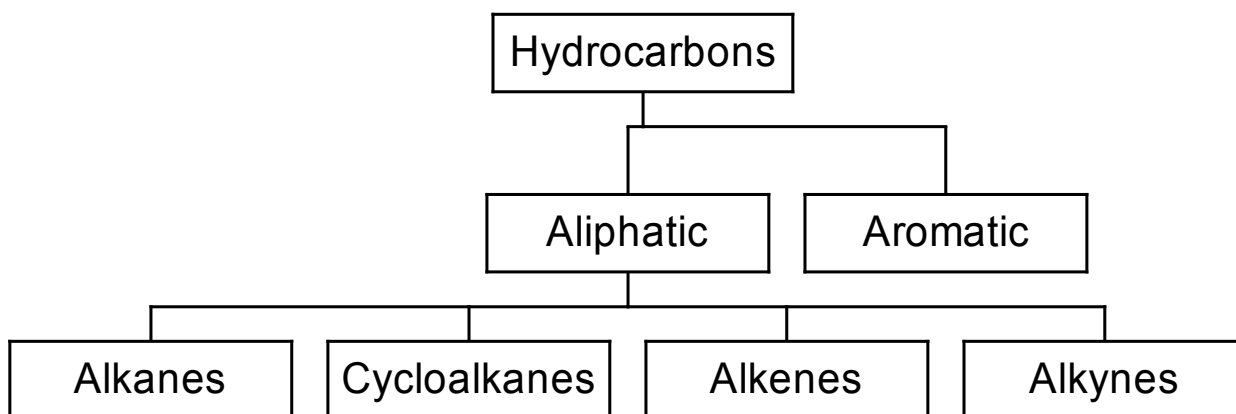 Hydrocarbons
Aliphatic
Aromatic
Alkanes
Cycloalkanes
Alkenes
Alkynes